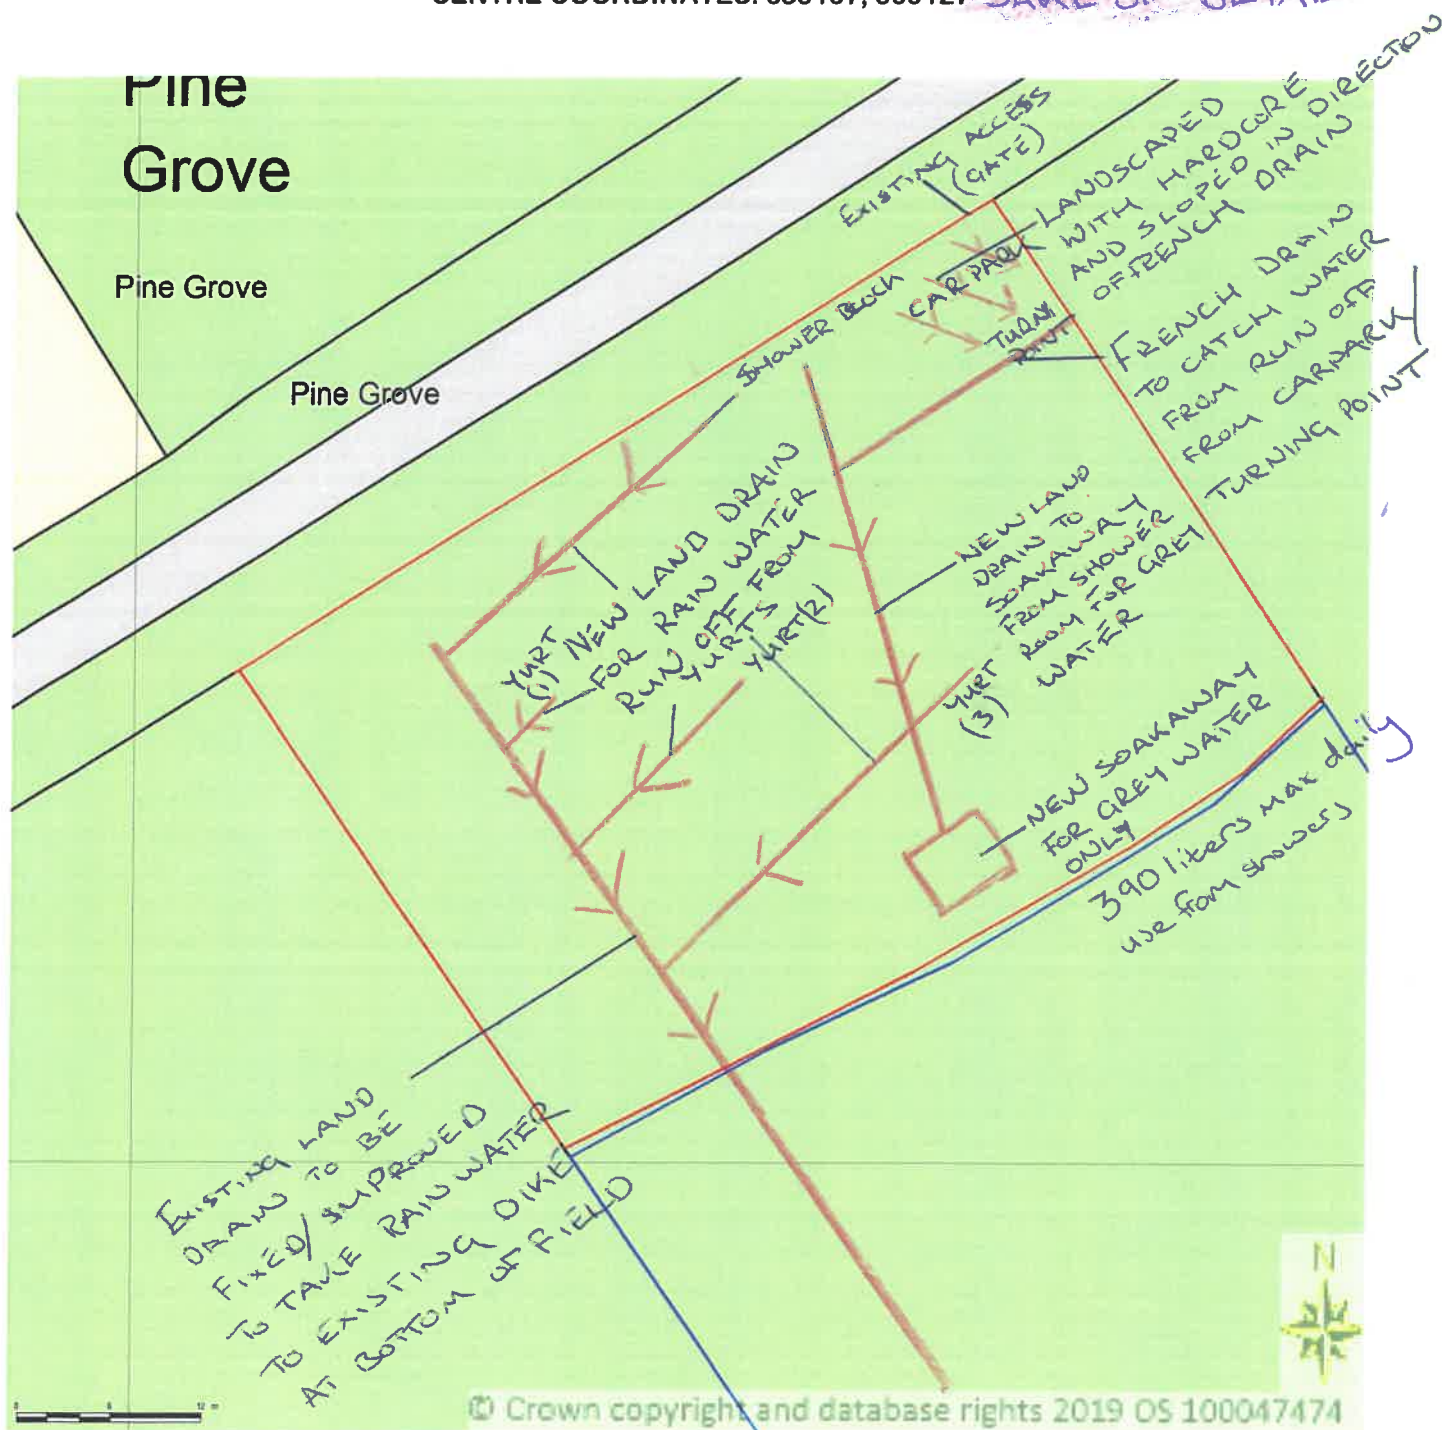 Pine
Grove
Pine Grove
Pine Grove
EXISTING ACCESS
(GATE)
LANDSCAPED
WITH HARDCORE
AND SLOPED IN DIRECTION
OF FRENCH DRAIN
CARPARK
TURN
POINT
FRENCH DRAIN
TO CATCH WATER
FROM RUN OFF
FROM CARPARK/
TURNING POINT
SHOWER BLOCK
YURT
(1)
NEW LAND DRAIN
FOR RAIN WATER
RUN OFF FROM
YURTS
YURT(2)
NEW LAND
DRAIN TO
SOAKAWAY
FROM SHOWER
ROOM FOR GREY
WATER
YURT
(3)
NEW SOAKAWAY
FOR GREY WATER
ONLY
390 liters max daily
use from showers
EXISTING LAND
DRAIN TO BE
FIXED/IMPROVED
TO TAKE RAIN WATER
TO EXISTING DIKE
AT BOTTOM OF FIELD
N
© Crown copyright and database rights 2019 OS 100047474